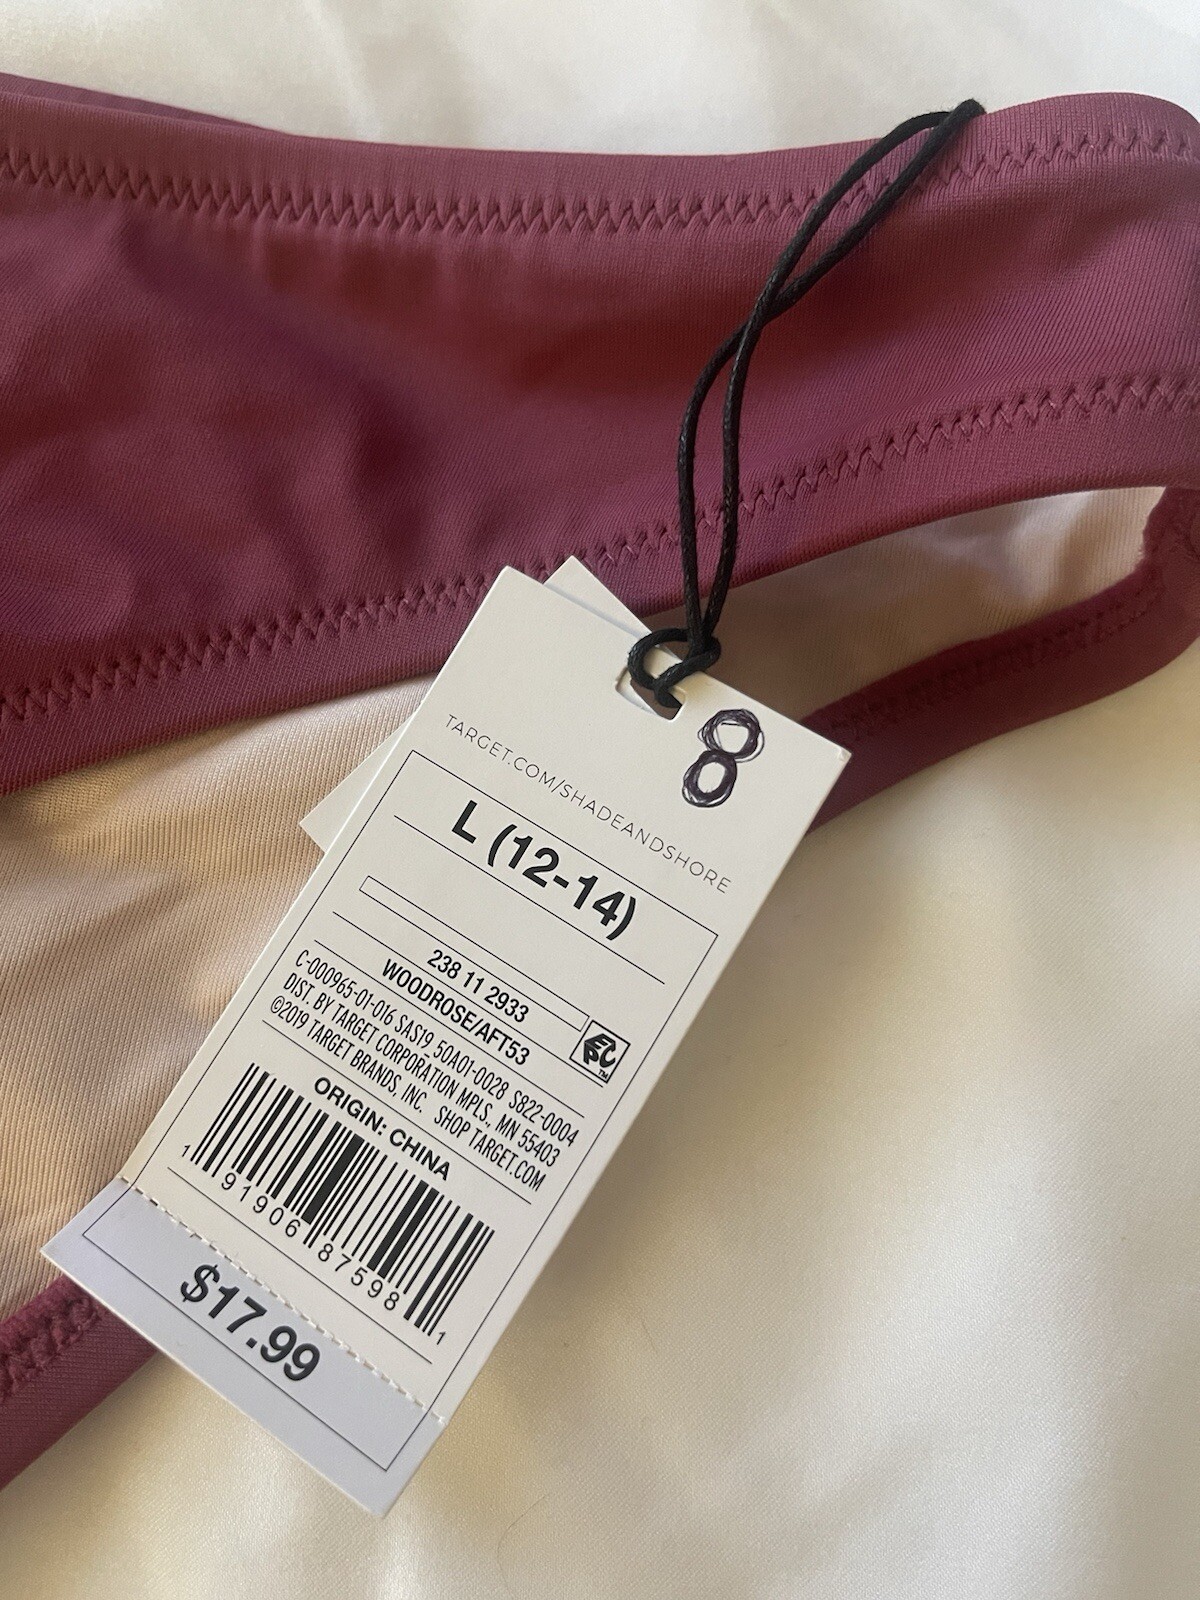 8
TARGET.COM/SHADEANDSHORE
L (12-14)
238 11 2933
WOODROSE/AFT53
C-000965-01-016 SAS19 50A01-0028 S822-0004
DIST. BY TARGET CORPORATION MPLS., MN 55403
©2019 TARGET BRANDS, INC. SHOP TARGET.COM
ORIGIN: CHINA
1 91906 87598 1
$17.99